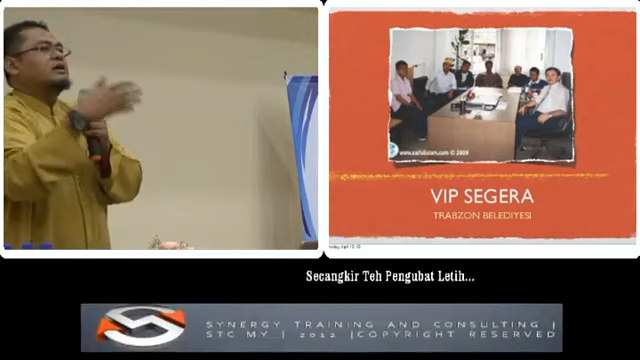 www.saifulislam.com © 2009
VIP SEGERA
TRABZON BELEDIYESI
Secangkir Teh Pengubat Letih...
SYNERGY TRAINING AND CONSULTING |
STC MY | 2012 |COPYRIGHT RESERVED